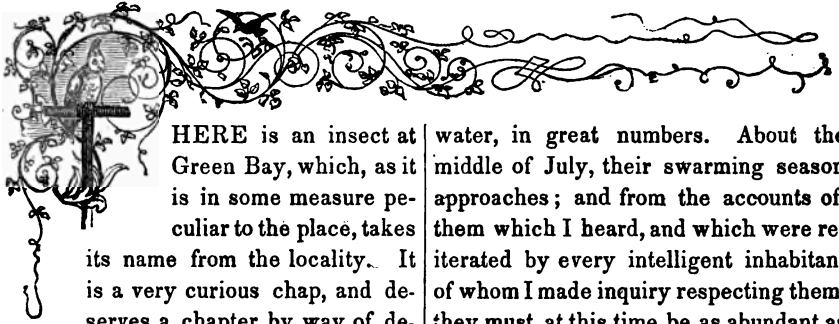 THERE is an insect at
Green Bay, which, as it
is in some measure pe-
culiar to the place, takes
its name from the locality. It
is a very curious chap, and de-
serves a chapter by way of de-
water, in great numbers. About the
middle of July, their swarming season
approaches; and from the accounts of
them which I heard, and which were re
iterated by every intelligent inhabitan
of whom I made inquiry respecting them
they must, at this time be as abundant as